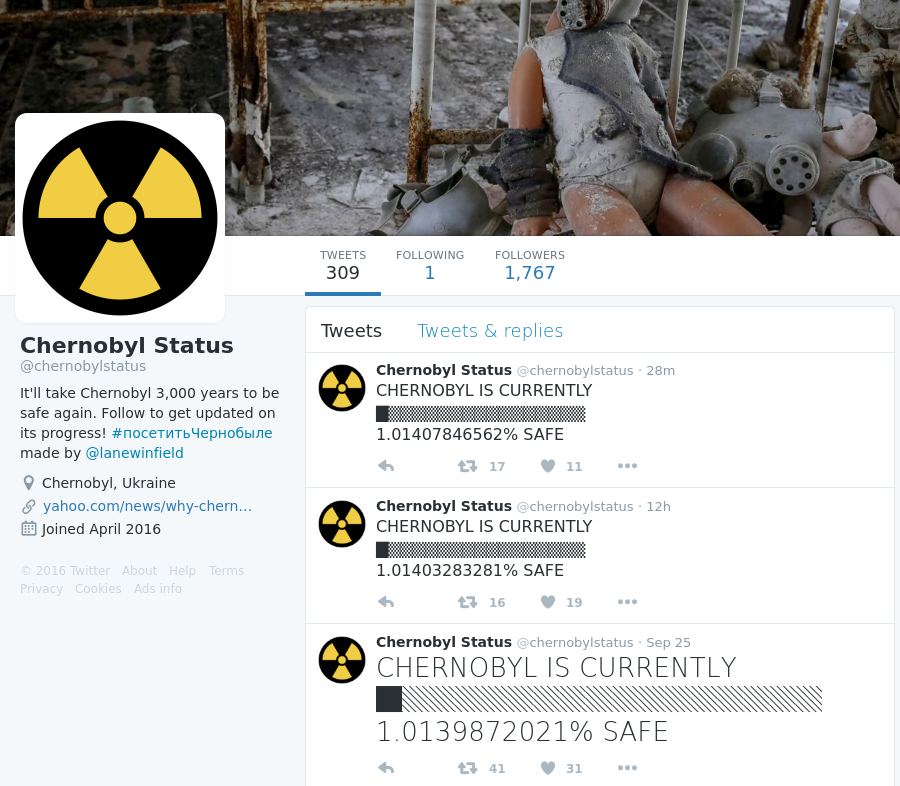 TWEETS FOLLOWING FOLLOWERS
309 1 1,767
Chernobyl Status
@chernobylstatus
It'll take Chernobyl 3,000 years to be
safe again. Follow to get updated on
its progress! #посетитьЧернобыле
made by @lanewinfield
Chernobyl, Ukraine
yahoo.com/news/why-chern...
Joined April 2016
© 2016 Twitter About Help Terms
Privacy Cookies Ads info
Tweets Tweets & replies
Chernobyl Status @chernobylstatus · 28m
CHERNOBYL IS CURRENTLY
1.01407846562% SAFE
17 11
Chernobyl Status @chernobylstatus · 12h
CHERNOBYL IS CURRENTLY
1.01403283281% SAFE
16 19
Chernobyl Status @chernobylstatus · Sep 25
CHERNOBYL IS CURRENTLY
1.0139872021% SAFE
41 31